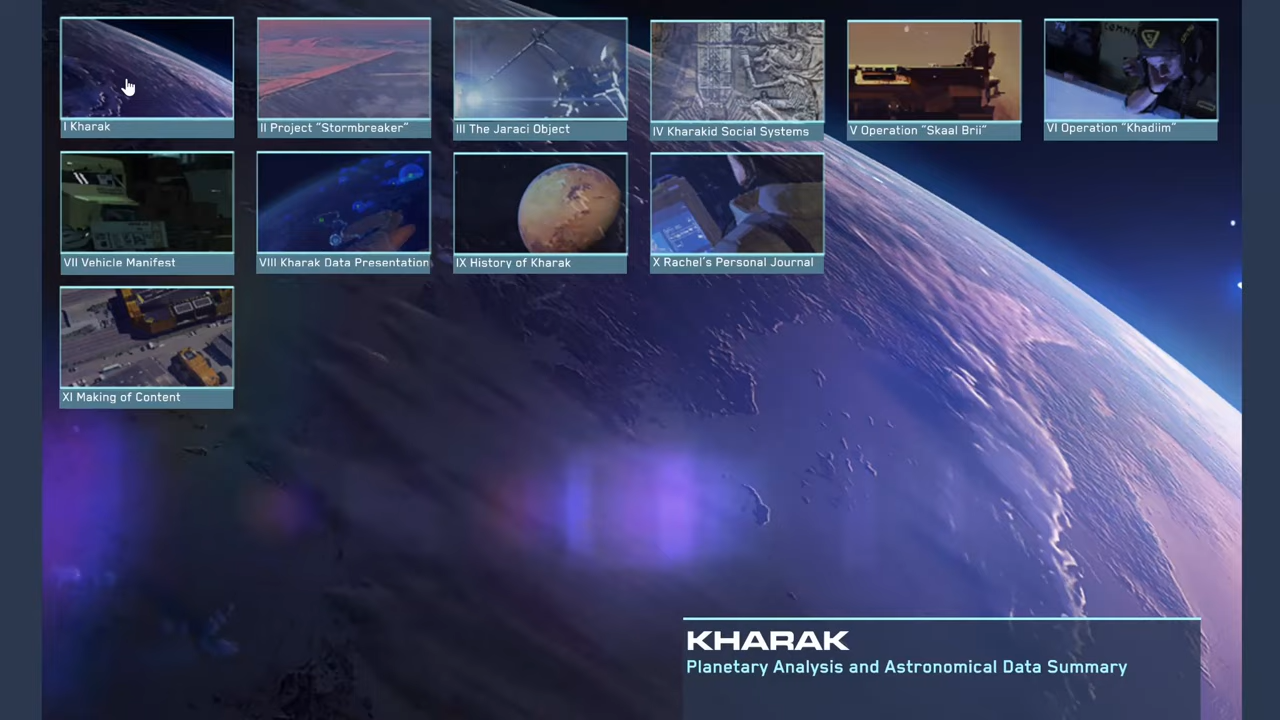 I Kharak
II Project "Stormbreaker"
III The Jaraci Object
IV Kharakid Social Systems
V Operation "Skaal Brii"
VI Operation "Khadiim"
VII Vehicle Manifest
VIII Kharak Data Presentation
IX History of Kharak
X Rachel's Personal Journal
XI Making of Content
KHARAK
Planetary Analysis and Astronomical Data Summary